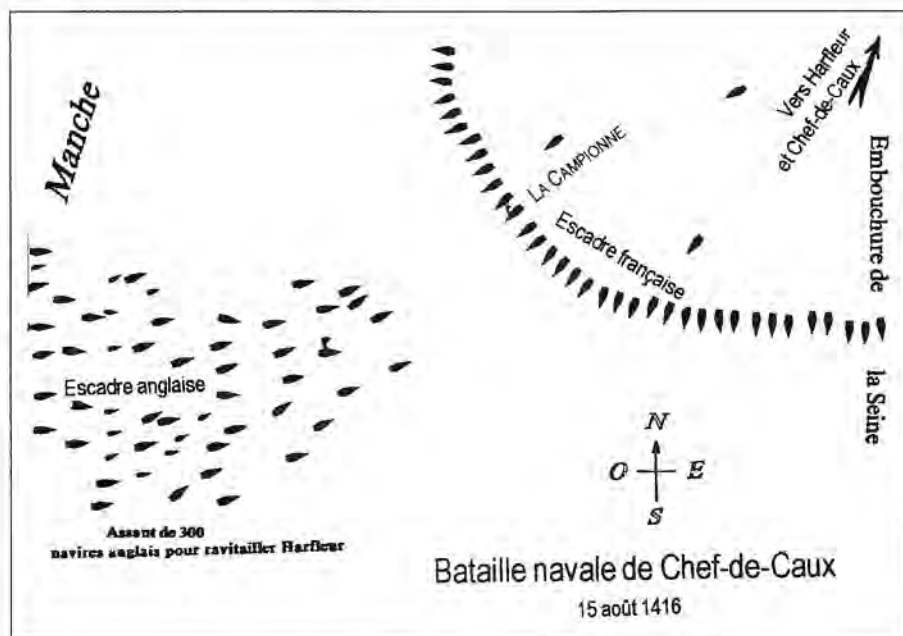 Manche
Vers Harfleur
et Chef-de-Caux
LA CAMPIONNE
Escadre française
Embouchure de
la Seine
Escadre anglaise
N
O E
S
Assaut de 300
navires anglais pour ravitailler Harfleur
Bataille navale de Chef-de-Caux
15 août 1416